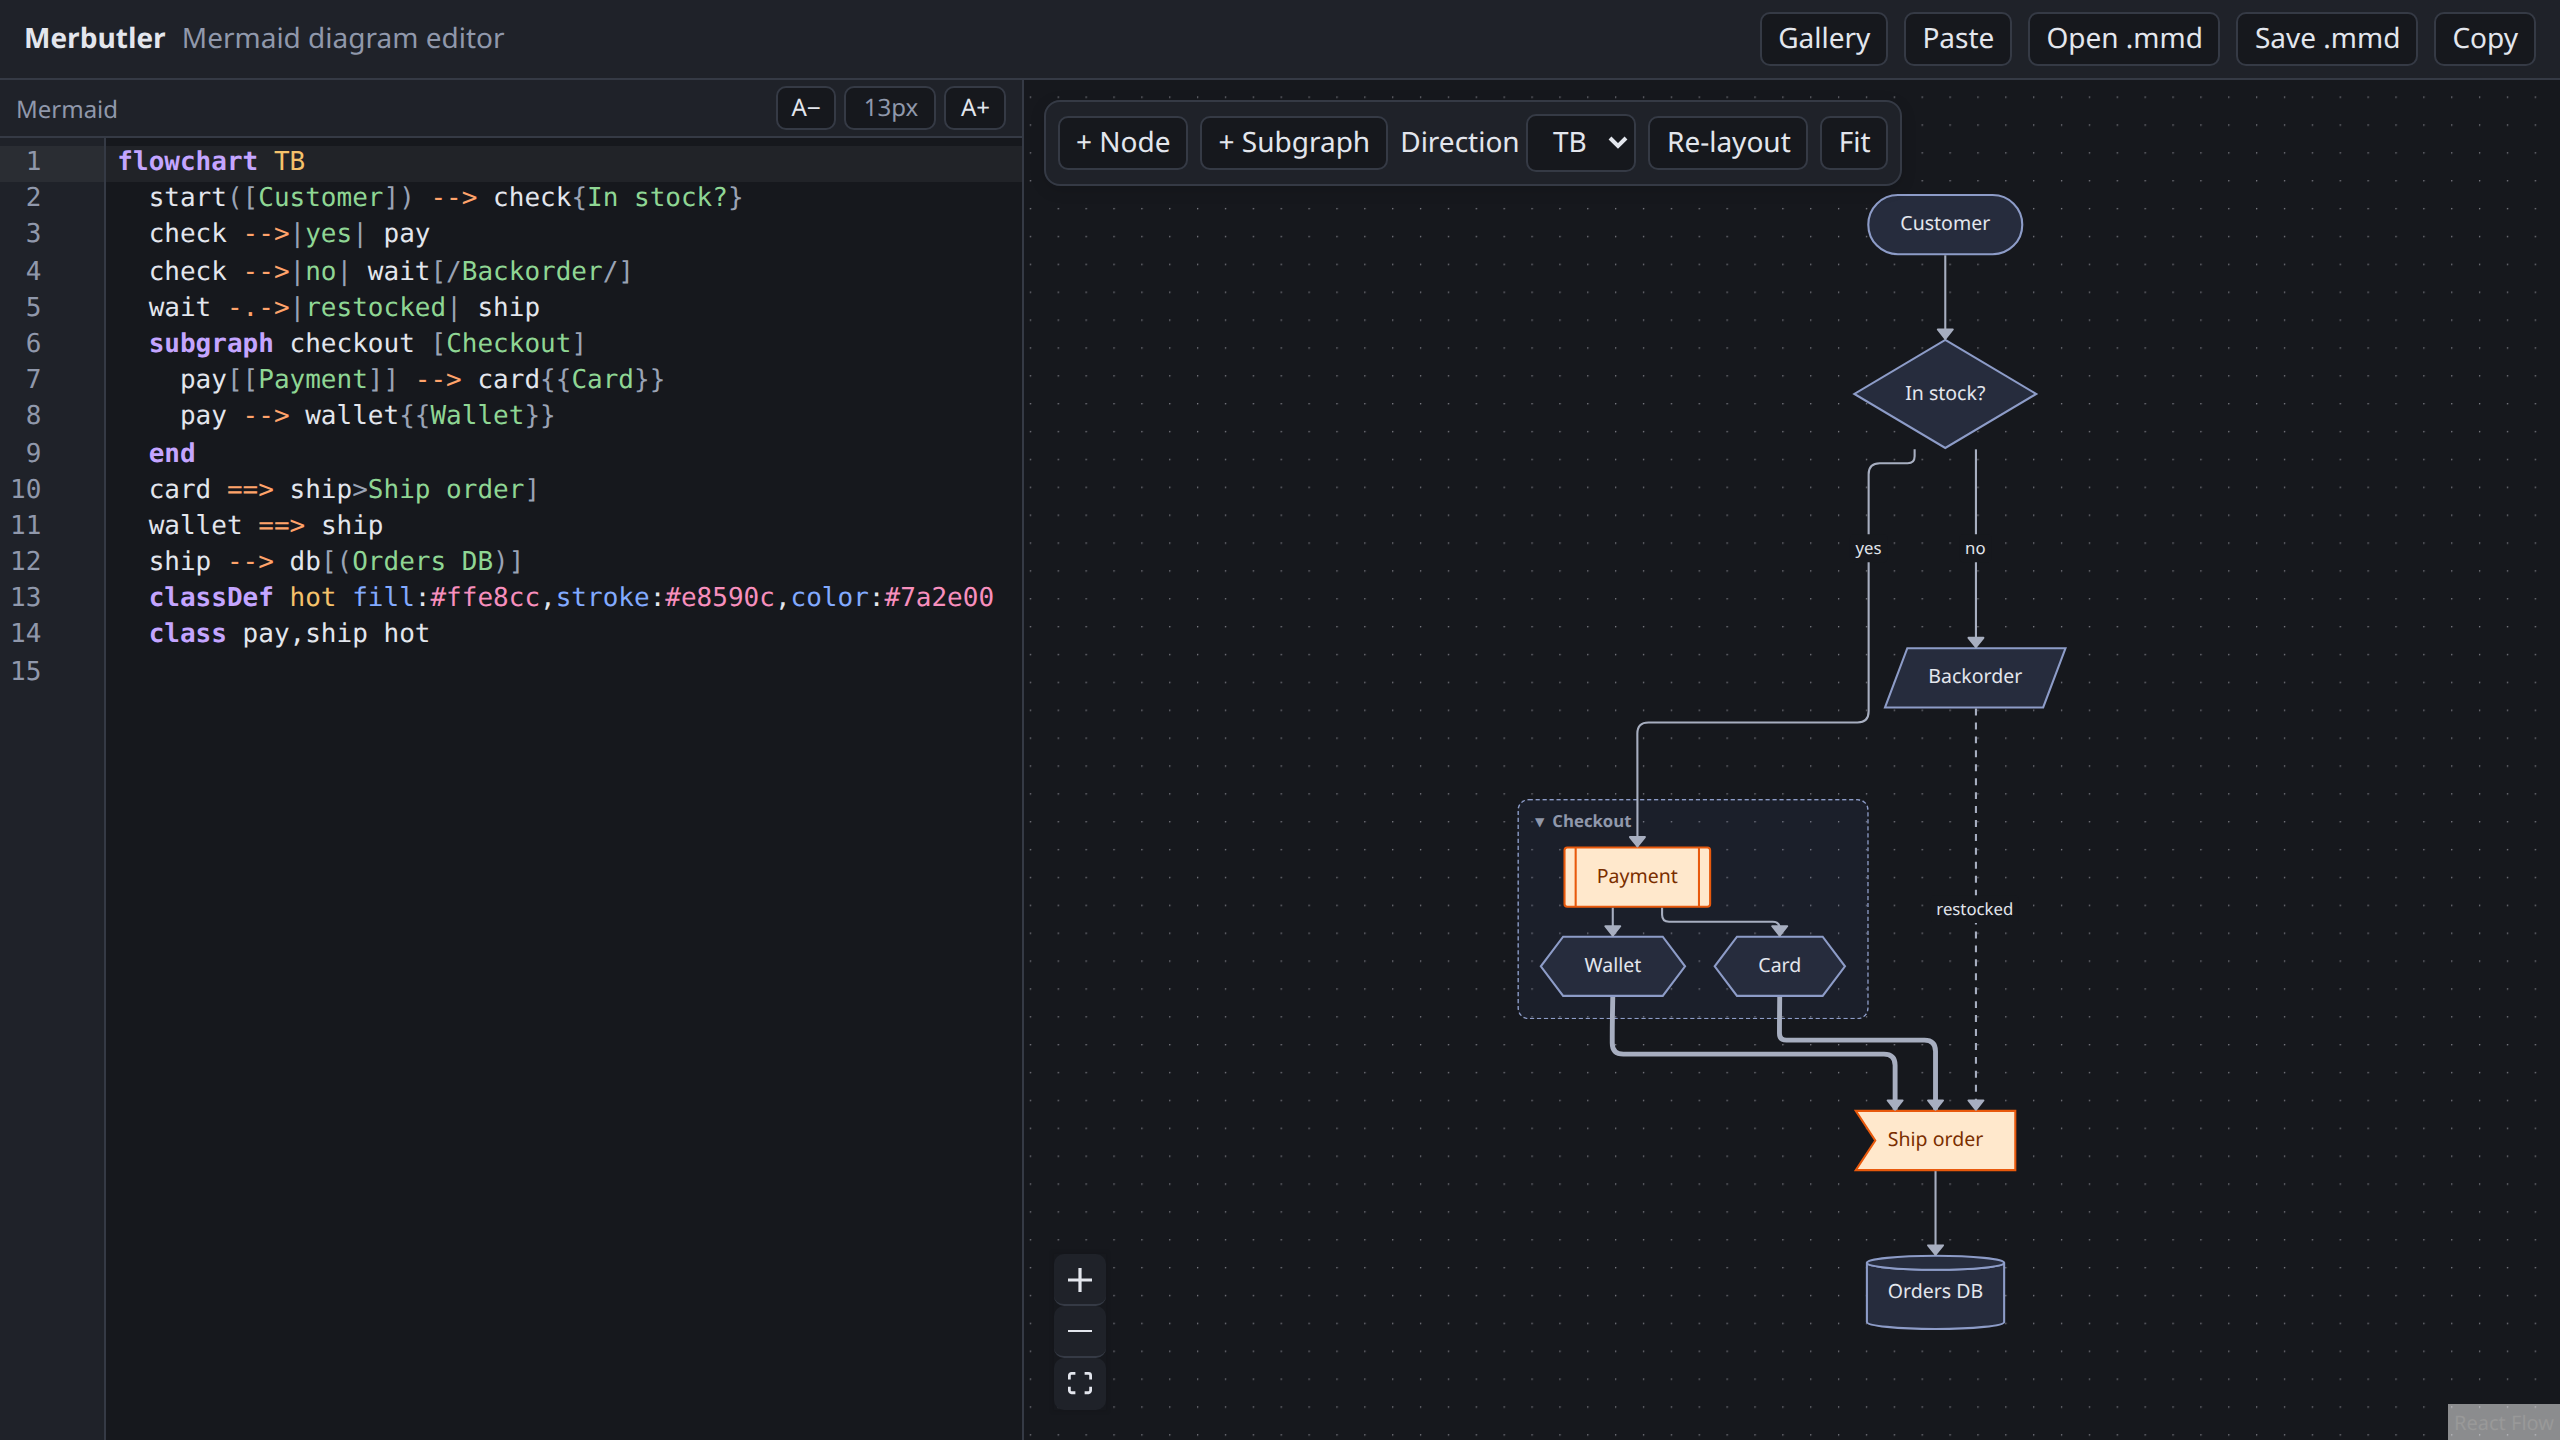 Merbutler Mermaid diagram editor
Gallery Paste Open .mmd Save .mmd Copy
Mermaid A− 13px A+
+ Node + Subgraph Direction TB Re-layout Fit
1 flowchart TB
2 start([Customer]) --> check{In stock?}
3 check -->|yes| pay
4 check -->|no| wait[/Backorder/]
5 wait -.->|restocked| ship
6 subgraph checkout [Checkout]
7 pay[[Payment]] --> card{{Card}}
8 pay --> wallet{{Wallet}}
9 end
10 card ==> ship>Ship order]
11 wallet ==> ship
12 ship --> db[(Orders DB)]
13 classDef hot fill:#ffe8cc,stroke:#e8590c,color:#7a2e00
14 class pay,ship hot
15
Customer
In stock?
yes no
Backorder
▼ Checkout
Payment
restocked
Wallet Card
Ship order
Orders DB
React Flow